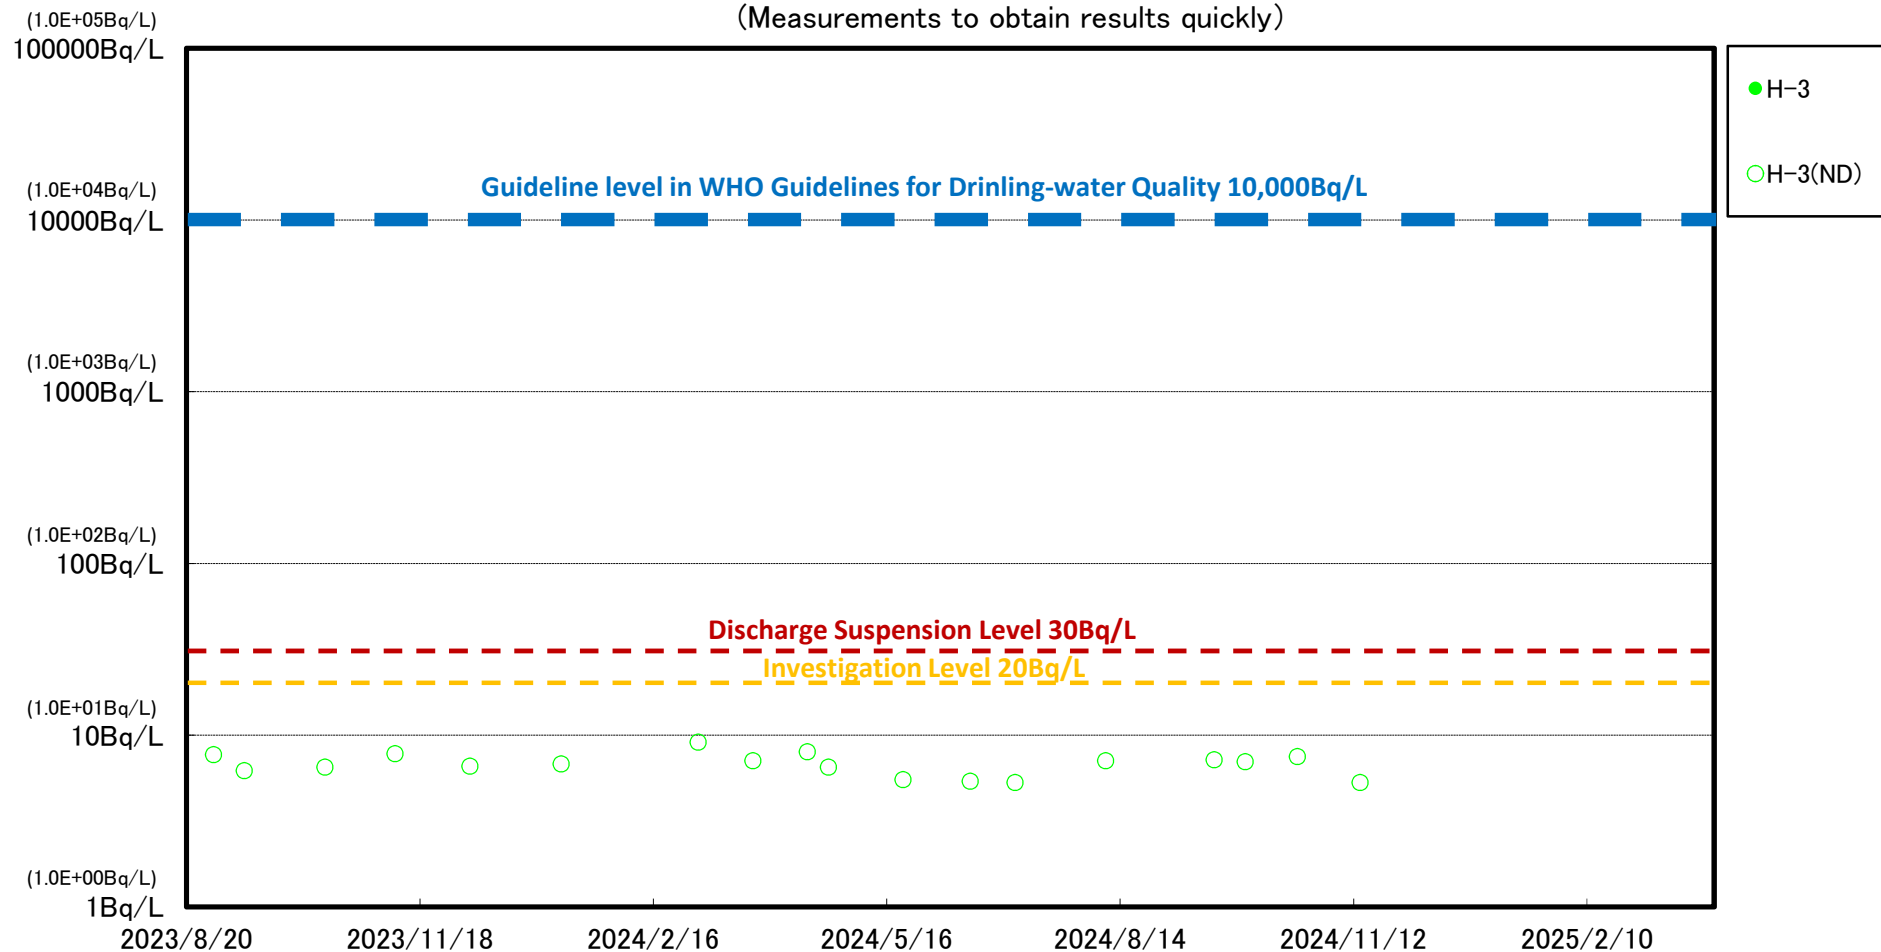 (Measurements to obtain results quickly)
(1.0E+05Bq/L)
100000Bq/L
H-3
H-3(ND)
(1.0E+04Bq/L)
10000Bq/L
Guideline level in WHO Guidelines for Drinling-water Quality 10,000Bq/L
(1.0E+03Bq/L)
1000Bq/L
(1.0E+02Bq/L)
100Bq/L
Discharge Suspension Level 30Bq/L
Investigation Level 20Bq/L
(1.0E+01Bq/L)
10Bq/L
(1.0E+00Bq/L)
1Bq/L
2023/8/20 2023/11/18 2024/2/16 2024/5/16 2024/8/14 2024/11/12 2025/2/10